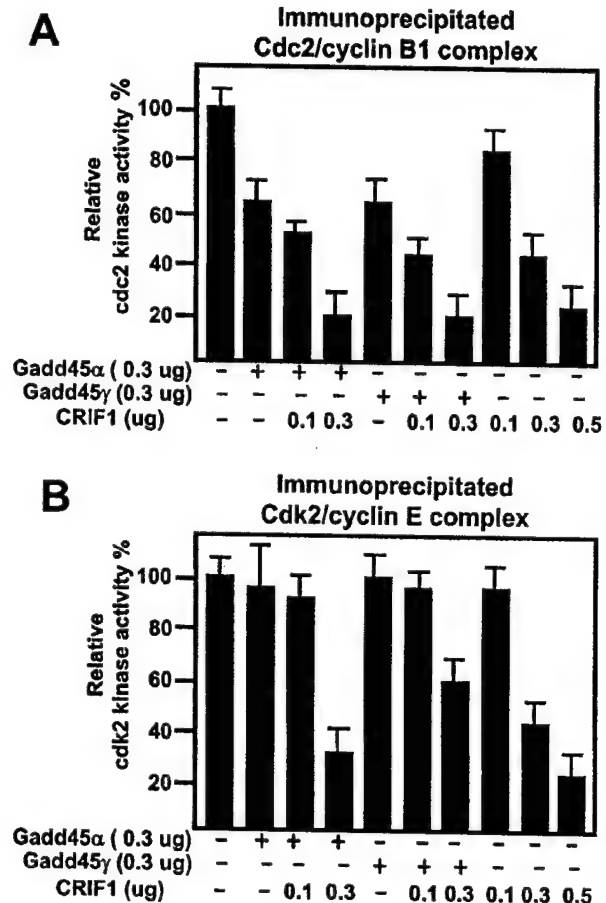 A
Immunoprecipitated
Cdc2/cyclin B1 complex
Relative
cdc2 kinase activity %
100
80
60
40
20
Gadd45α ( 0.3 ug) - + + + - - - - - -
Gadd45γ (0.3 ug) - - - - + + + - - -
CRIF1 (ug) - - 0.1 0.3 - 0.1 0.3 0.1 0.3 0.5
B
Immunoprecipitated
Cdk2/cyclin E complex
Relative
cdk2 kinase activity %
100
80
60
40
20
Gadd45α ( 0.3 ug) - + + + - - - - - -
Gadd45γ (0.3 ug) - - - - + + + - - -
CRIF1 (ug) - - 0.1 0.3 - 0.1 0.3 0.1 0.3 0.5